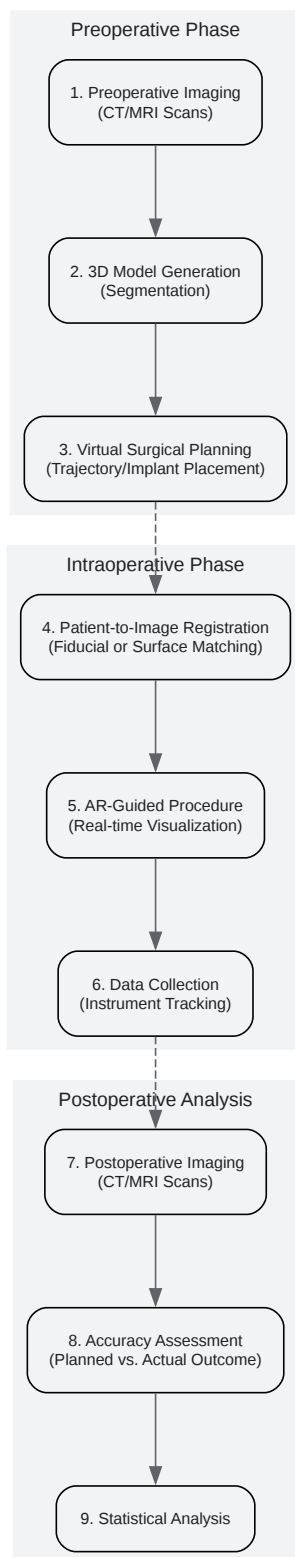 Preoperative Phase
1. Preoperative Imaging
(CT/MRI Scans)
2. 3D Model Generation
(Segmentation)
3. Virtual Surgical Planning
(Trajectory/Implant Placement)
Intraoperative Phase
4. Patient-to-Image Registration
(Fiducial or Surface Matching)
5. AR-Guided Procedure
(Real-time Visualization)
6. Data Collection
(Instrument Tracking)
Postoperative Analysis
7. Postoperative Imaging
(CT/MRI Scans)
8. Accuracy Assessment
(Planned vs. Actual Outcome)
9. Statistical Analysis